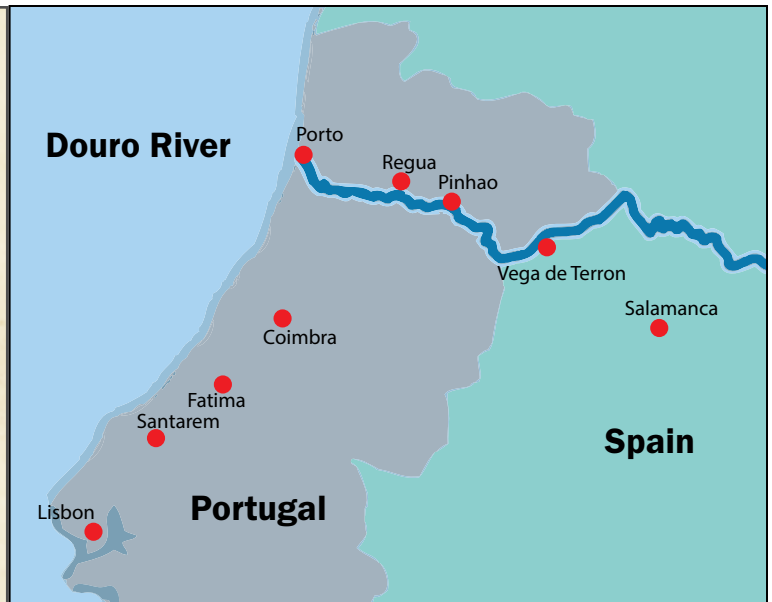 Porto
Douro River
Regua
Pinhao
Vega de Terron
Salamanca
Coimbra
Fatima
Santarem
Spain
Portugal
Lisbon